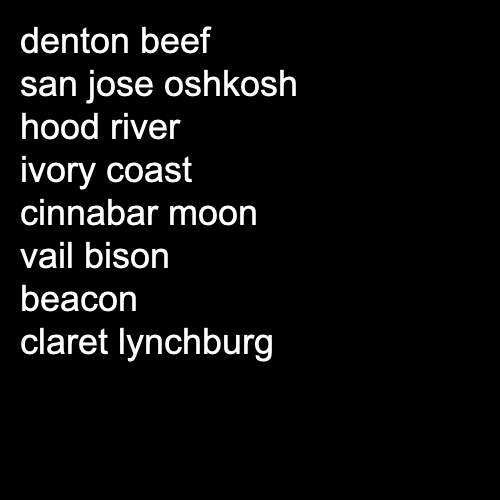 denton beef
san jose oshkosh
hood river
ivory coast
cinnabar moon
vail bison
beacon
claret lynchburg